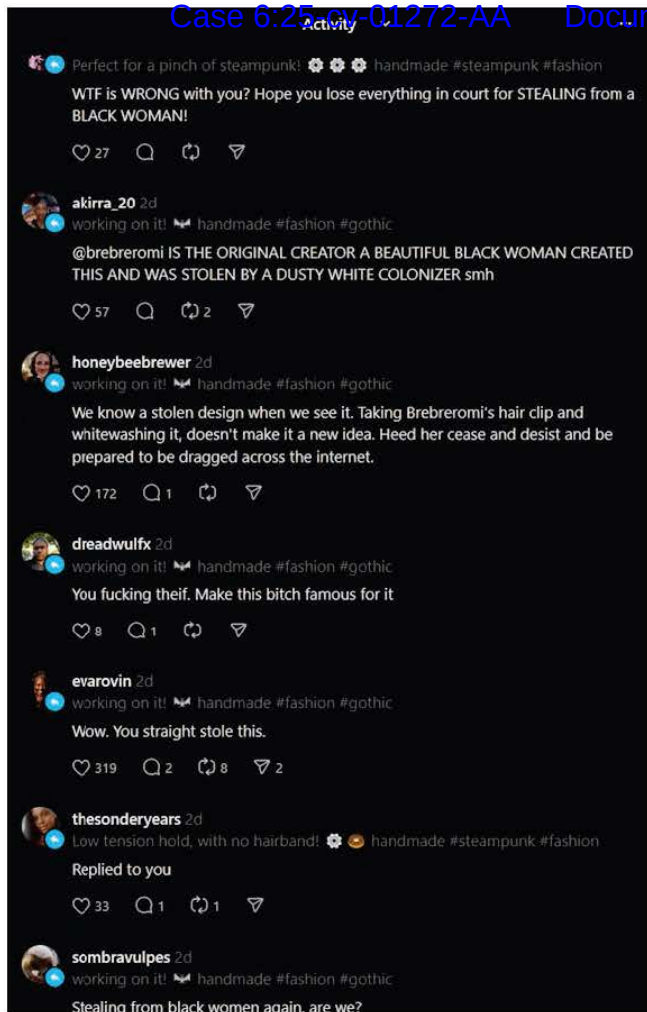 Case 6:25-cv-01272-AA Docum
Activity
Perfect for a pinch of steampunk! ⚙️ ⚙️ ⚙️ handmade #steampunk #fashion
WTF is WRONG with you? Hope you lose everything in court for STEALING from a
BLACK WOMAN!
27
akirra_20 2d
working on it! 🦇 handmade #fashion #gothic
@brebreromi IS THE ORIGINAL CREATOR A BEAUTIFUL BLACK WOMAN CREATED
THIS AND WAS STOLEN BY A DUSTY WHITE COLONIZER smh
57 2
honeybeebrewer 2d
working on it! 🦇 handmade #fashion #gothic
We know a stolen design when we see it. Taking Brebreromi's hair clip and
whitewashing it, doesn't make it a new idea. Heed her cease and desist and be
prepared to be dragged across the internet.
172 1
dreadwulfx 2d
working on it! 🦇 handmade #fashion #gothic
You fucking theif. Make this bitch famous for it
8 1
evarovin 2d
working on it! 🦇 handmade #fashion #gothic
Wow. You straight stole this.
319 2 8 2
thesonderyears 2d
Low tension hold, with no hairband! ⚙️ 🍩 handmade #steampunk #fashion
Replied to you
33 1 1
sombravulpes 2d
working on it! 🦇 handmade #fashion #gothic
Stealing from black women again, are we?